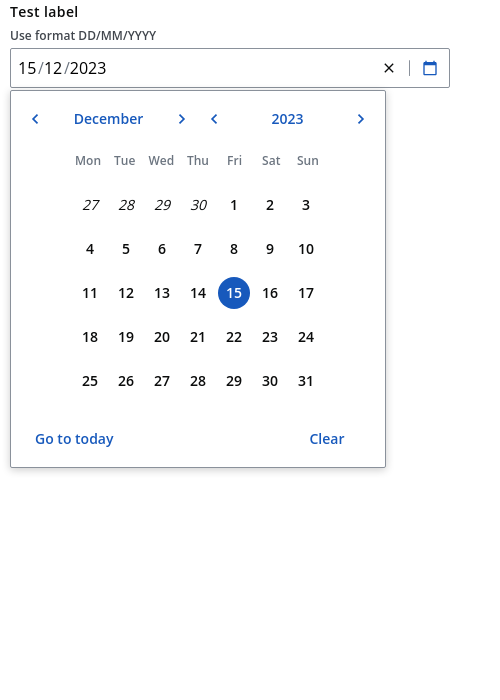 Test label
Use format DD/MM/YYYY
15/12/2023
December 2023
Mon Tue Wed Thu Fri Sat Sun
27 28 29 30 1 2 3
4 5 6 7 8 9 10
11 12 13 14 15 16 17
18 19 20 21 22 23 24
25 26 27 28 29 30 31
Go to today Clear